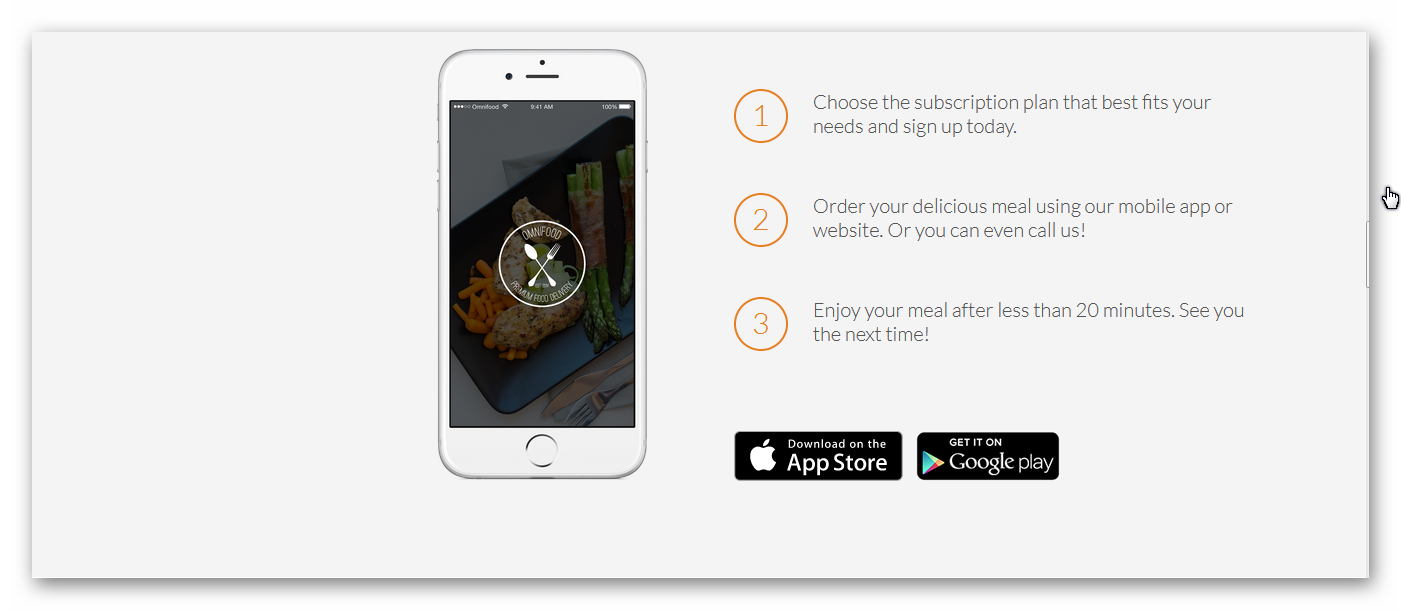 Omnifood
9:41 AM
100%
OMNIFOOD
PREMIUM FOOD DELIVERY
1
Choose the subscription plan that best fits your
needs and sign up today.
2
Order your delicious meal using our mobile app or
website. Or you can even call us!
3
Enjoy your meal after less than 20 minutes. See you
the next time!
Download on the
App Store
GET IT ON
Google play